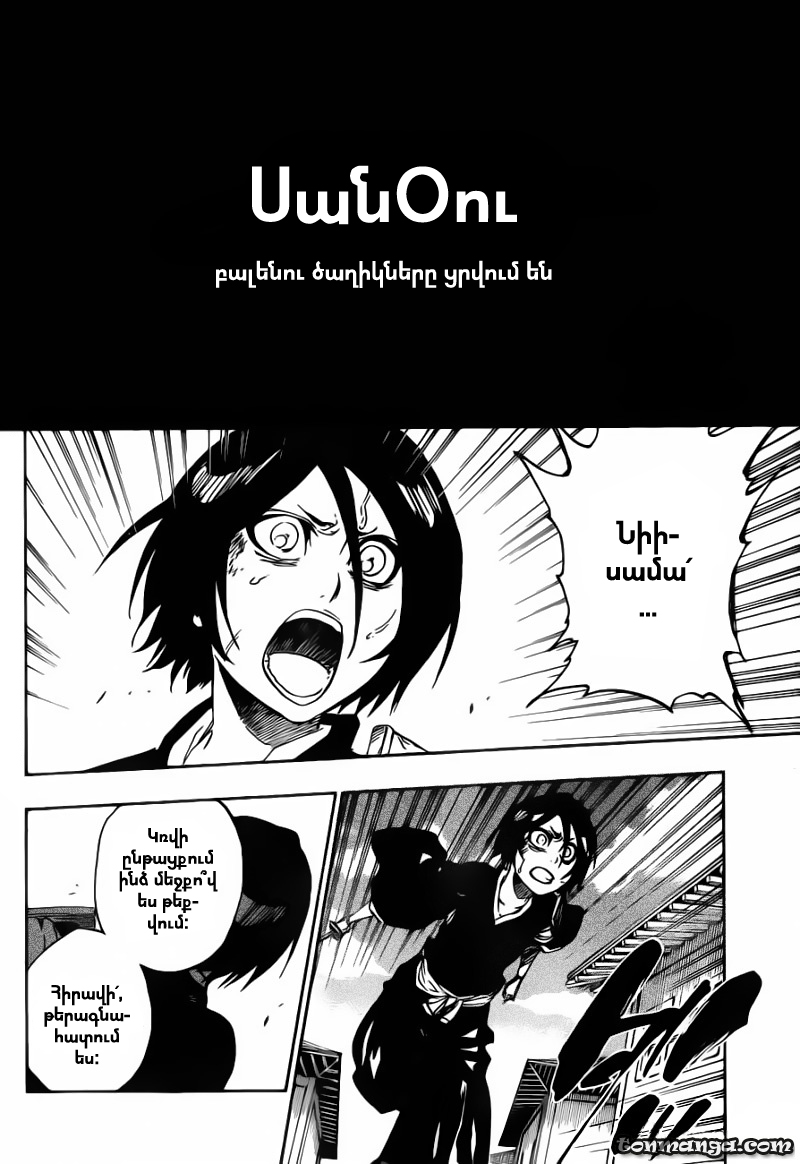 ՍանՕու
բալենու ծաղիկները ցրվում են
Նիի-
սամա՛
...
Կռվի
ընթացքում
ինձ մեջքո՞վ
ես թեք-
վում:
Հիրավի՛,
թերագնա-
հատում
ես:
tonmanga.com